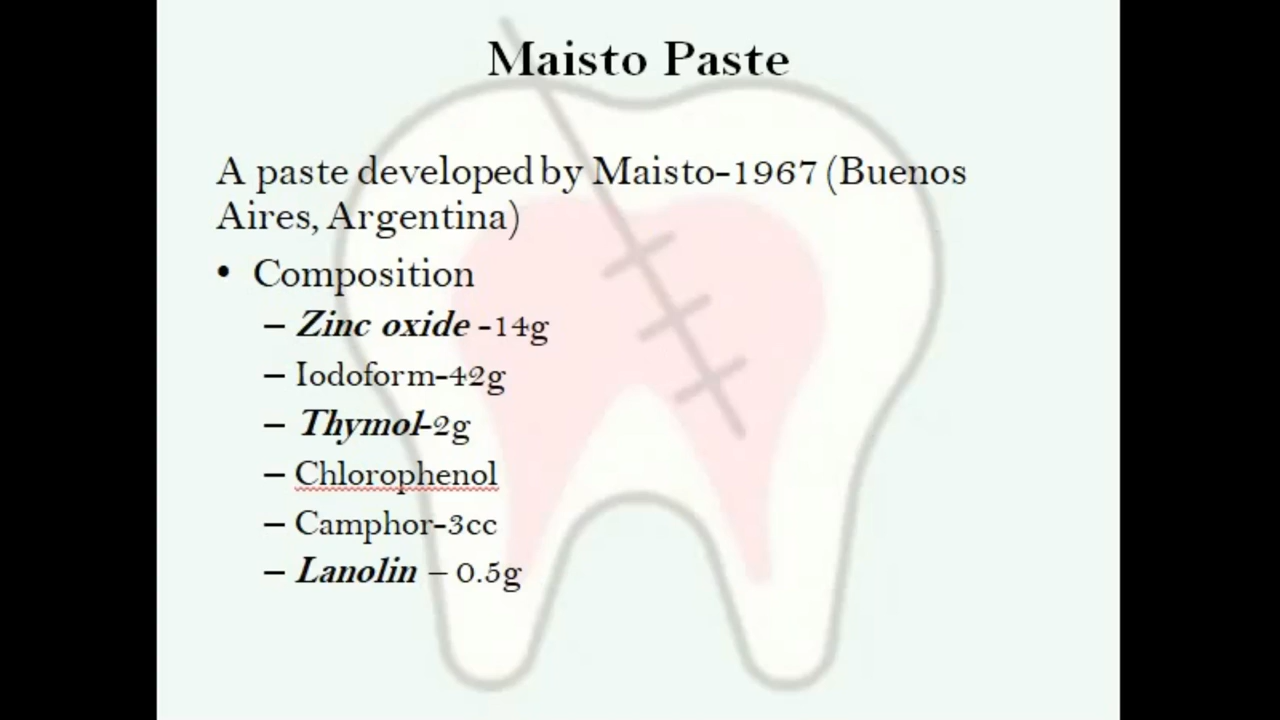 Maisto Paste
A paste developed by Maisto-1967 (Buenos
Aires, Argentina)
• Composition
– Zinc oxide -14g
– Iodoform-42g
– Thymol-2g
– Chlorophenol
– Camphor-3cc
– Lanolin – 0.5g